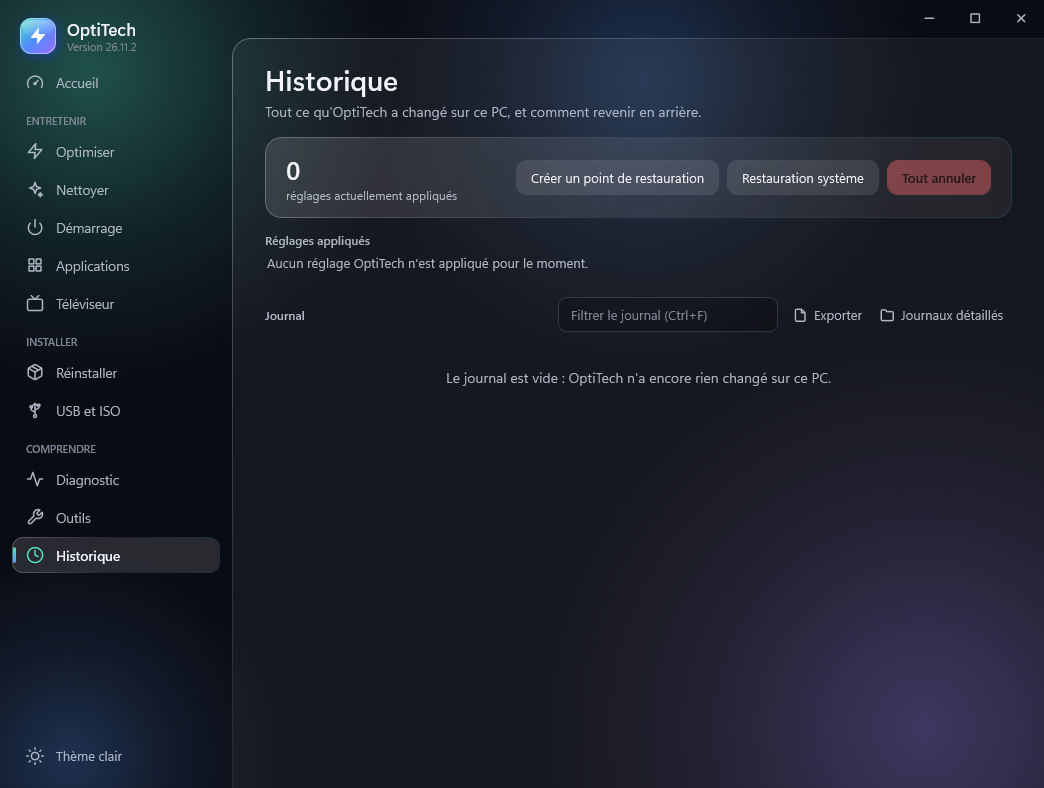 OptiTech
Version 26.11.2
Accueil
ENTRETENIR
Optimiser
Nettoyer
Démarrage
Applications
Téléviseur
INSTALLER
Réinstaller
USB et ISO
COMPRENDRE
Diagnostic
Outils
Historique
Thème clair
Historique
Tout ce qu'OptiTech a changé sur ce PC, et comment revenir en arrière.
0
réglages actuellement appliqués
Créer un point de restauration
Restauration système
Tout annuler
Réglages appliqués
Aucun réglage OptiTech n'est appliqué pour le moment.
Journal
Filtrer le journal (Ctrl+F)
Exporter
Journaux détaillés
Le journal est vide : OptiTech n'a encore rien changé sur ce PC.